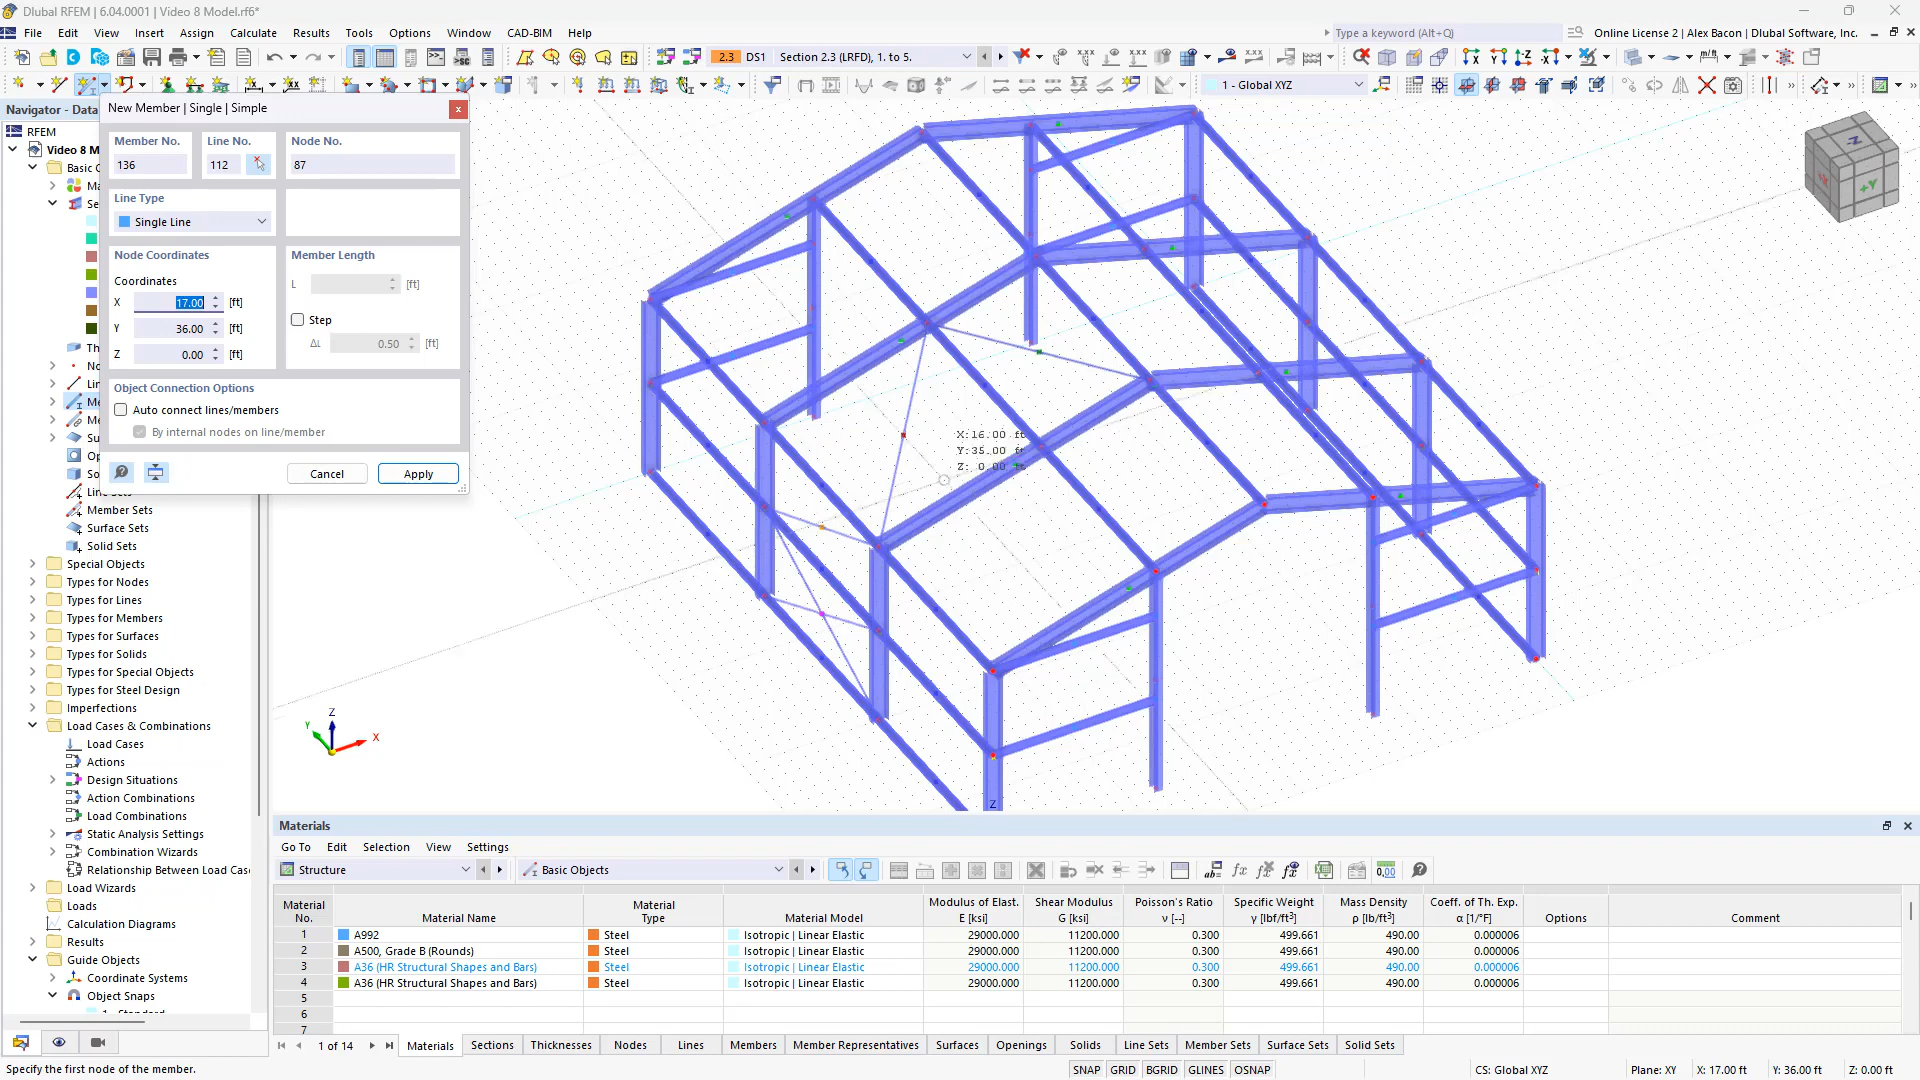 Dlubal RFEM | 6.04.0001 | Video 8 Model.rf6*
File Edit View Insert Assign Calculate Results Tools Options Window CAD-BIM Help
Type a keyword (Alt+Q)
Online License 2 | Alex Bacon | Dlubal Software, Inc.
2.3 DS1 Section 2.3 (LRFD), 1. to 5.
1 - Global XYZ
Navigator - Data
New Member | Single | Simple
RFEM
Video 8 M
Basic C
Member No. Line No. Node No.
136 112 87
Line Type
Single Line
Node Coordinates Member Length
Coordinates
L [ft]
X 17.00 [ft]
Step
Y 36.00 [ft]
ΔL 0.50 [ft]
Z 0.00 [ft]
Object Connection Options
Auto connect lines/members
By internal nodes on line/member
Cancel Apply
Ma
Se
Th
No
Lin
Me
Me
Su
Op
So
Line Sets
Member Sets
Surface Sets
Solid Sets
Special Objects
Types for Nodes
Types for Lines
Types for Members
Types for Surfaces
Types for Solids
Types for Special Objects
Types for Steel Design
Imperfections
Load Cases & Combinations
Load Cases
Actions
Design Situations
Action Combinations
Load Combinations
Static Analysis Settings
Combination Wizards
Relationship Between Load Case
Load Wizards
Loads
Calculation Diagrams
Results
Guide Objects
Coordinate Systems
Object Snaps
1 - Standard
X:16.00 ft
Y:35.00 ft
Z: 0.00 ft
Z
Y
X
Z
Z
+X
+Y
Materials
Go To Edit Selection View Settings
Structure Basic Objects
Material No. Material Name Material Type Material Model Modulus of Elast. E [ksi] Shear Modulus G [ksi] Poisson's Ratio ν [--] Specific Weight γ [lbf/ft³] Mass Density ρ [lb/ft³] Coeff. of Th. Exp. α [1/°F] Options Comment
1 A992 Steel Isotropic | Linear Elastic 29000.000 11200.000 0.300 499.661 490.00 0.000006
2 A500, Grade B (Rounds) Steel Isotropic | Linear Elastic 29000.000 11200.000 0.300 499.661 490.00 0.000006
3 A36 (HR Structural Shapes and Bars) Steel Isotropic | Linear Elastic 29000.000 11200.000 0.300 499.661 490.00 0.000006
4 A36 (HR Structural Shapes and Bars) Steel Isotropic | Linear Elastic 29000.000 11200.000 0.300 499.661 490.00 0.000006
5
6
7
1 of 14 Materials Sections Thicknesses Nodes Lines Members Member Representatives Surfaces Openings Solids Line Sets Member Sets Surface Sets Solid Sets
Specify the first node of the member.
SNAP GRID BGRID GLINES OSNAP
CS: Global XYZ Plane: XY X: 17.00 ft Y: 36.00 ft Z: 0.00 ft